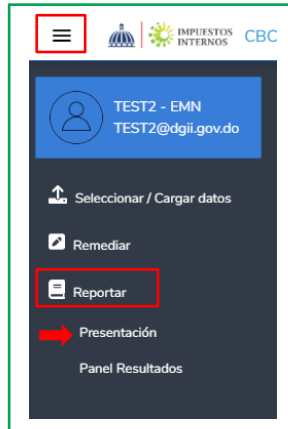 IMPUESTOS
INTERNOS
CBC
TEST2 - EMN
TEST2@dgii.gov.do
Seleccionar / Cargar datos
Remediar
Reportar
Presentación
Panel Resultados